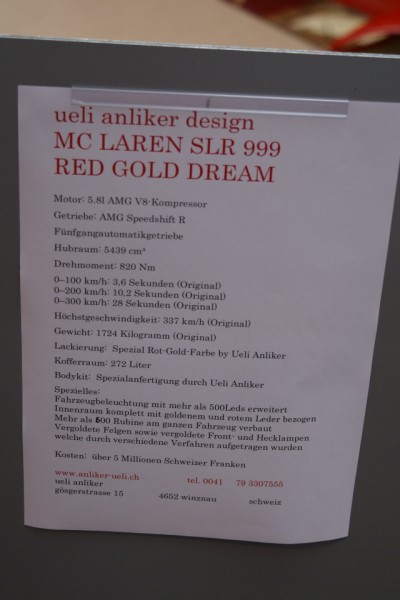 ueli anliker design
MC LAREN SLR 999
RED GOLD DREAM
Motor: 5.8l AMG V8-Kompressor
Getriebe: AMG Speedshift R
Fünfgangautomatikgetriebe
Hubraum: 5439 cm³
Drehmoment: 820 Nm
0–100 km/h: 3,6 Sekunden (Original)
0–200 km/h: 10,2 Sekunden (Original)
0–300 km/h: 28 Sekunden (Original)
Höchstgeschwindigkeit: 337 km/h (Original)
Gewicht: 1724 Kilogramm (Original)
Lackierung: Spezial Rot-Gold-Farbe by Ueli Anliker
Kofferraum: 272 Liter
Bodykit: Spezialanfertigung durch Ueli Anliker
Spezielles:
Fahrzeugbeleuchtung mit mehr als 500Leds erweitert
Innenraum komplett mit goldenem und rotem Leder bezogen
Mehr als 600 Rubine am ganzen Fahrzeug verbaut
Vergoldete Felgen sowie vergoldete Front- und Hecklampen
welche durch verschiedene Verfahren aufgetragen wurden
Kosten: über 5 Millionen Schweizer Franken
www.anliker-ueli.ch tel. 0041 79 3307555
ueli anliker
gösgerstrasse 15 4652 winznau schweiz